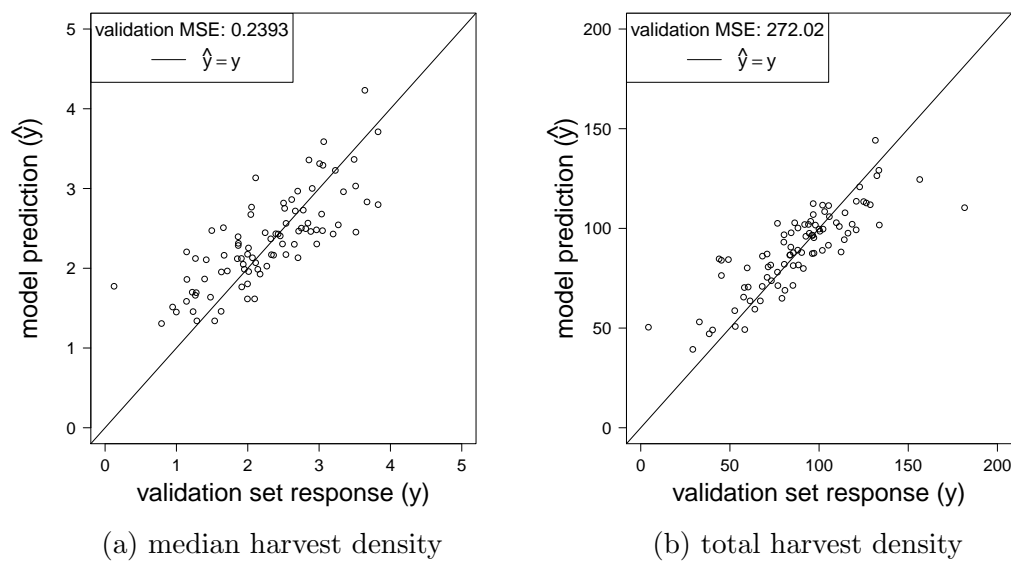 validation MSE: 0.2393
ŷ = y
5
4
3
2
1
0
model prediction (ŷ)
0 1 2 3 4 5
validation set response (y)
(a) median harvest density
validation MSE: 272.02
ŷ = y
200
150
100
50
0
model prediction (ŷ)
0 50 100 150 200
validation set response (y)
(b) total harvest density